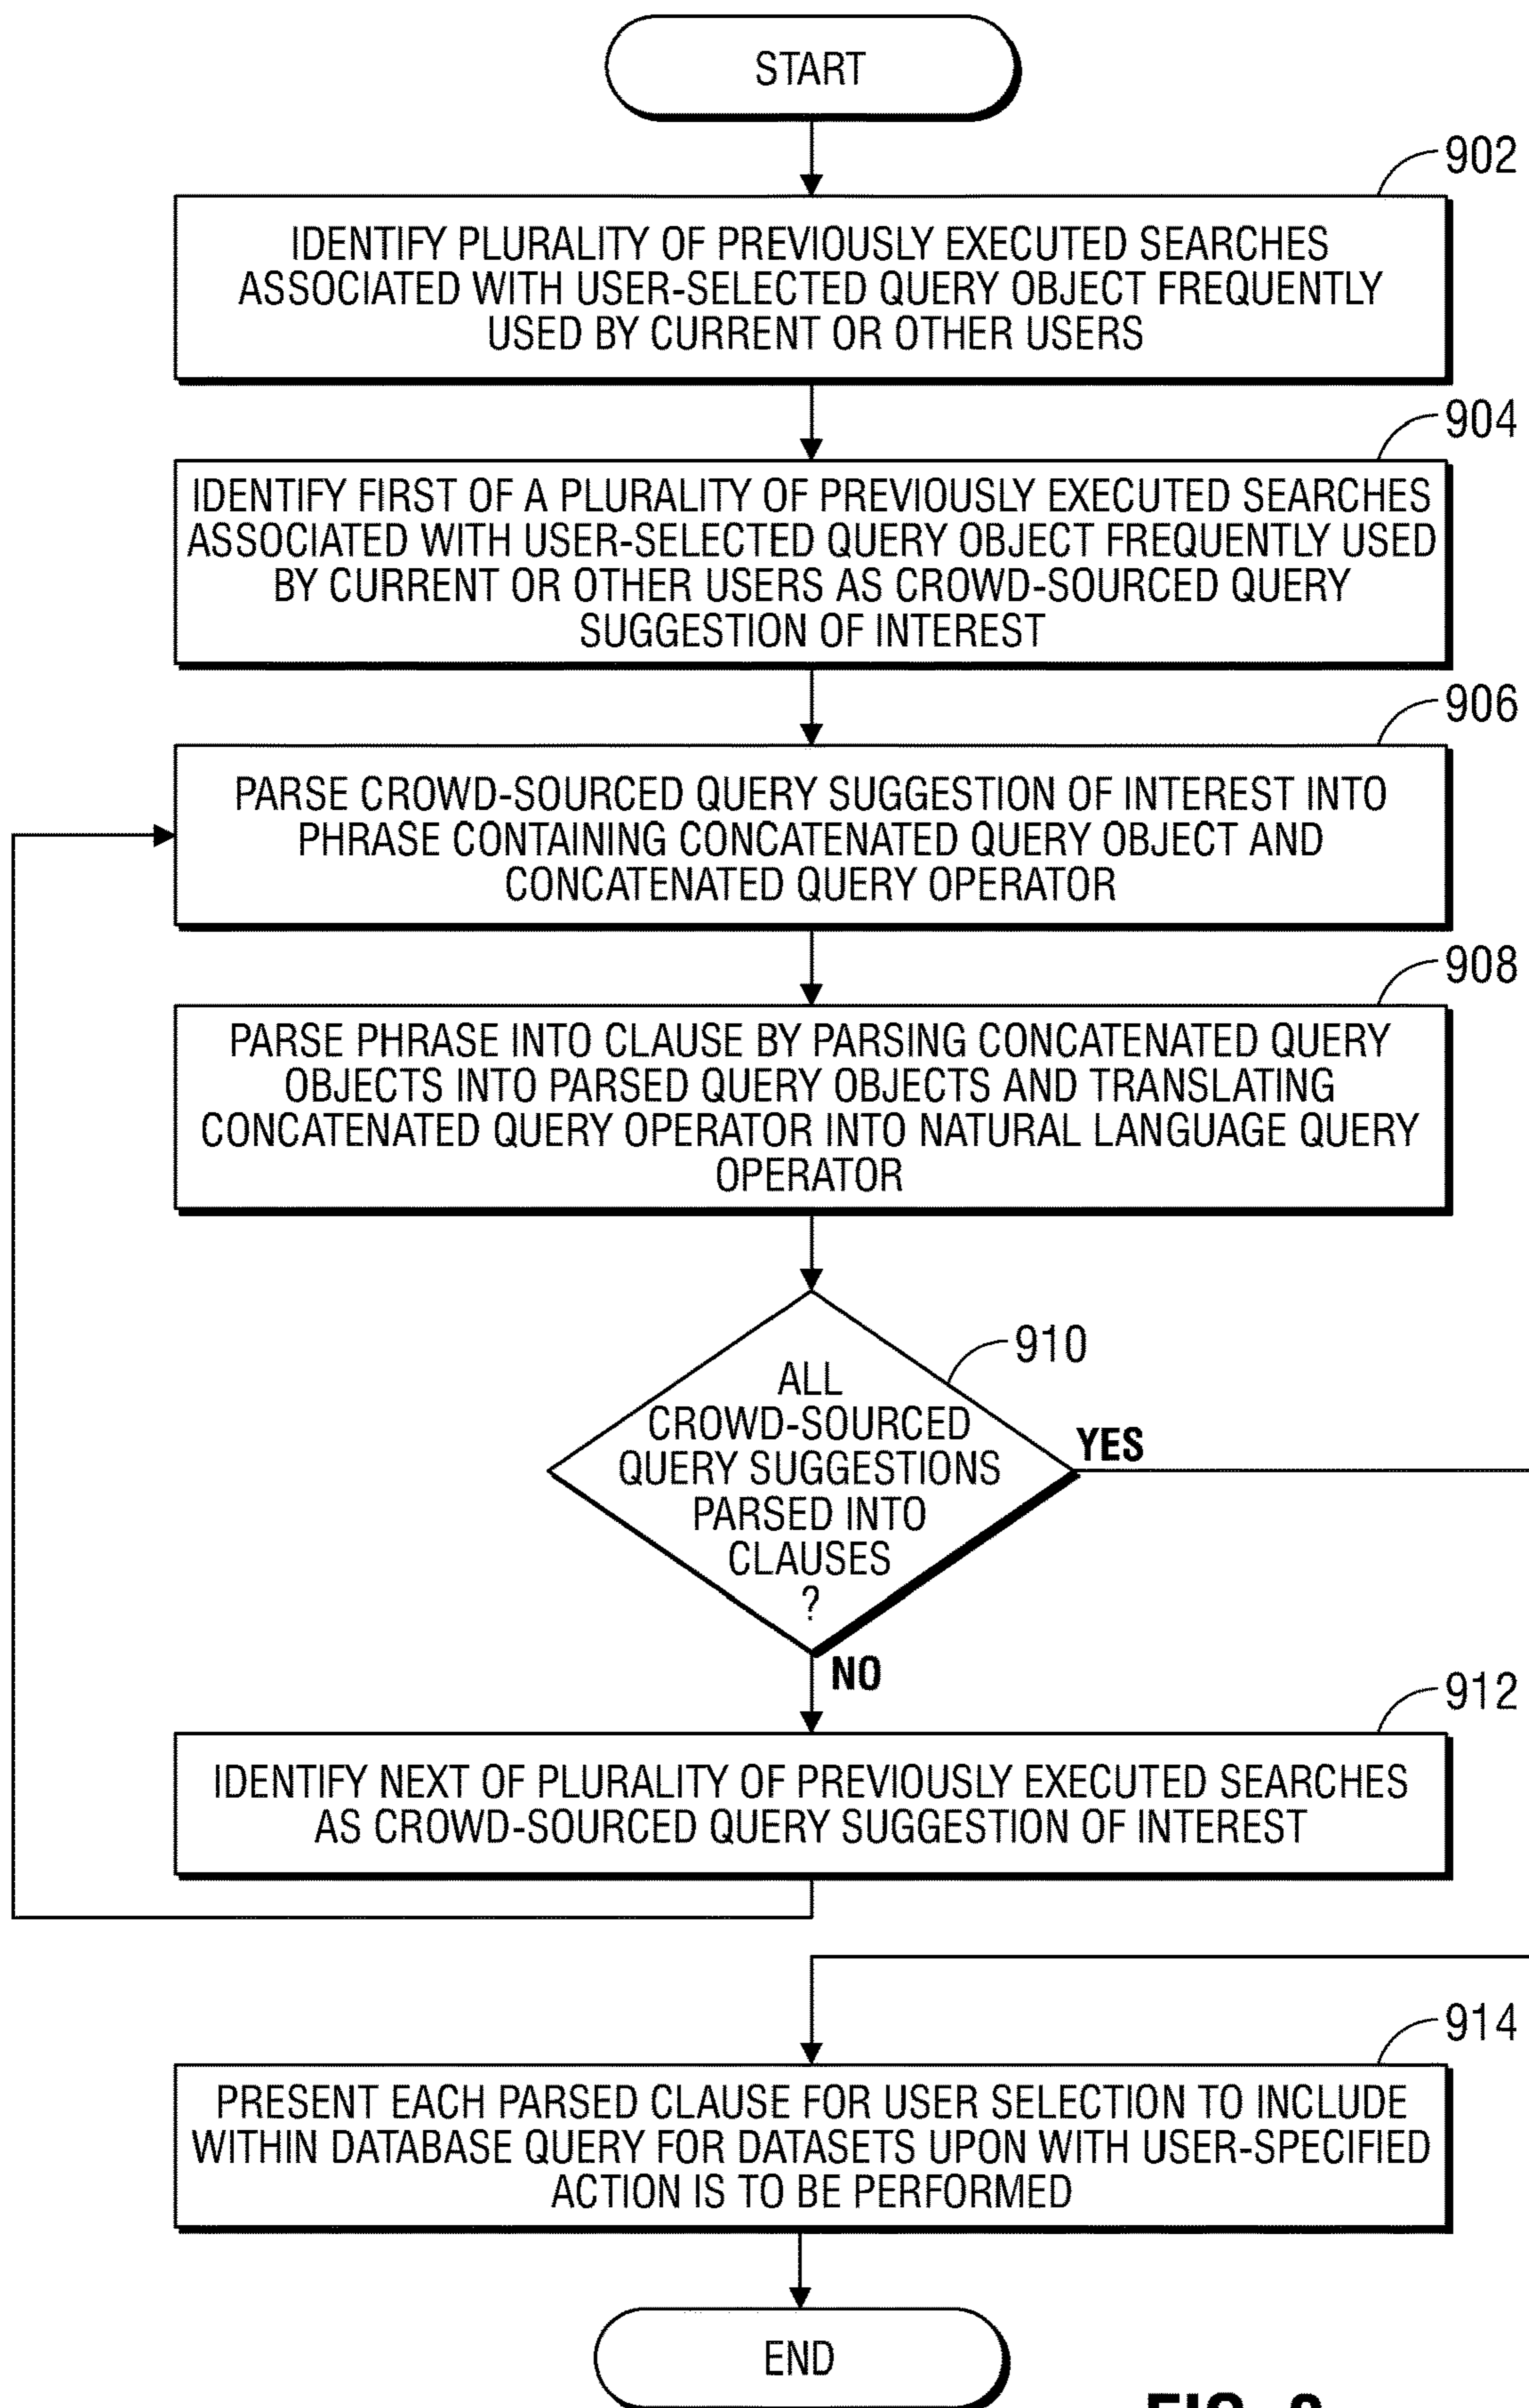 START
902
IDENTIFY PLURALITY OF PREVIOUSLY EXECUTED SEARCHES
ASSOCIATED WITH USER-SELECTED QUERY OBJECT FREQUENTLY
USED BY CURRENT OR OTHER USERS
904
IDENTIFY FIRST OF A PLURALITY OF PREVIOUSLY EXECUTED SEARCHES
ASSOCIATED WITH USER-SELECTED QUERY OBJECT FREQUENTLY USED
BY CURRENT OR OTHER USERS AS CROWD-SOURCED QUERY
SUGGESTION OF INTEREST
906
PARSE CROWD-SOURCED QUERY SUGGESTION OF INTEREST INTO
PHRASE CONTAINING CONCATENATED QUERY OBJECT AND
CONCATENATED QUERY OPERATOR
908
PARSE PHRASE INTO CLAUSE BY PARSING CONCATENATED QUERY
OBJECTS INTO PARSED QUERY OBJECTS AND TRANSLATING
CONCATENATED QUERY OPERATOR INTO NATURAL LANGUAGE QUERY
OPERATOR
910
ALL
CROWD-SOURCED
QUERY SUGGESTIONS
PARSED INTO
CLAUSES
?
YES
NO
912
IDENTIFY NEXT OF PLURALITY OF PREVIOUSLY EXECUTED SEARCHES
AS CROWD-SOURCED QUERY SUGGESTION OF INTEREST
914
PRESENT EACH PARSED CLAUSE FOR USER SELECTION TO INCLUDE
WITHIN DATABASE QUERY FOR DATASETS UPON WITH USER-SPECIFIED
ACTION IS TO BE PERFORMED
END